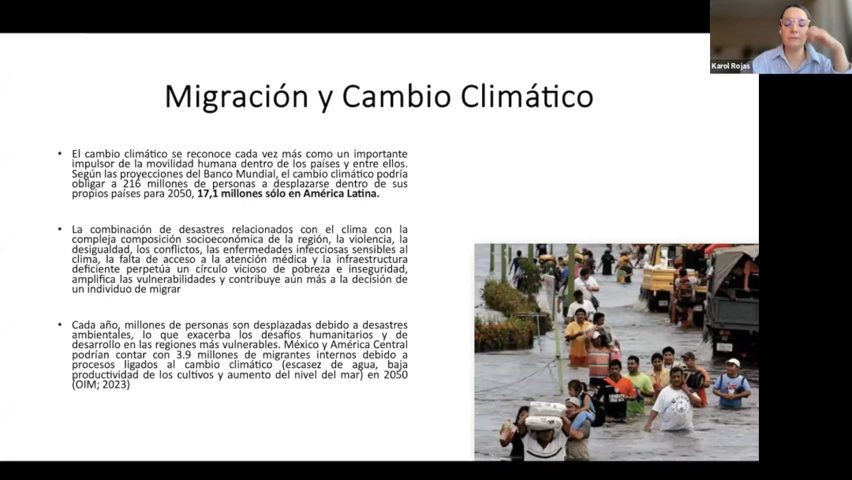 Karol Rojas
Migración y Cambio Climático
• El cambio climático se reconoce cada vez más como un importante
impulsor de la movilidad humana dentro de los países y entre ellos.
Según las proyecciones del Banco Mundial, el cambio climático podría
obligar a 216 millones de personas a desplazarse dentro de sus
propios países para 2050, 17,1 millones sólo en América Latina.
• La combinación de desastres relacionados con el clima con la
compleja composición socioeconómica de la región, la violencia, la
desigualdad, los conflictos, las enfermedades infecciosas sensibles al
clima, la falta de acceso a la atención médica y la infraestructura
deficiente perpetúa un círculo vicioso de pobreza e inseguridad,
amplifica las vulnerabilidades y contribuye aún más a la decisión de
un individuo de migrar
• Cada año, millones de personas son desplazadas debido a desastres
ambientales, lo que exacerba los desafíos humanitarios y de
desarrollo en las regiones más vulnerables. México y América Central
podrían contar con 3.9 millones de migrantes internos debido a
procesos ligados al cambio climático (escasez de agua, baja
productividad de los cultivos y aumento del nivel del mar) en 2050
(OIM; 2023)